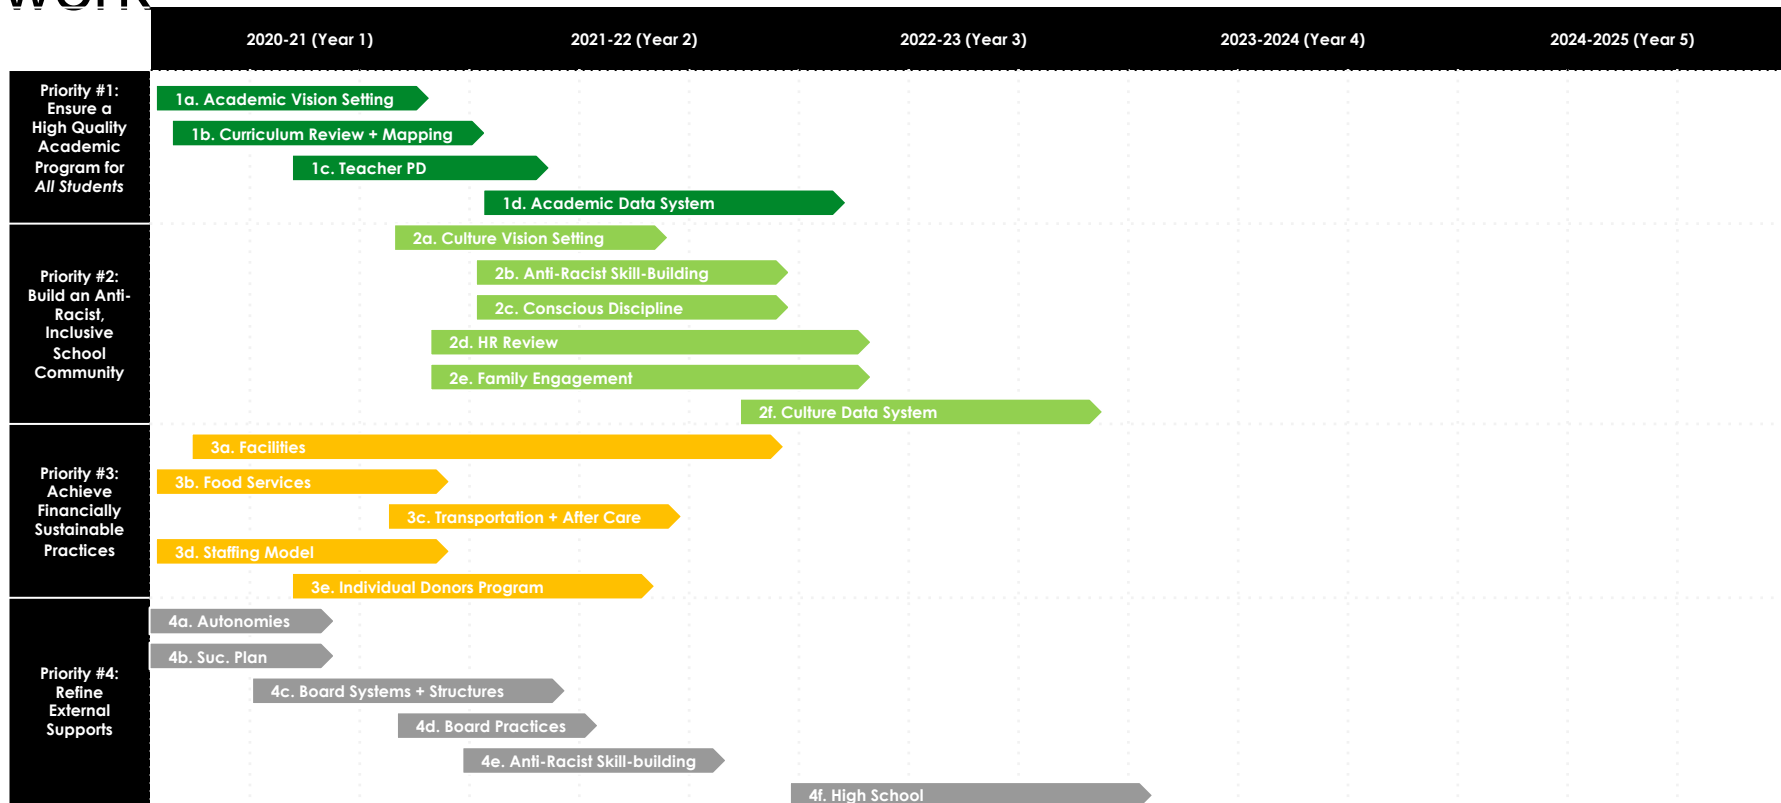 work
2020-21 (Year 1)
2021-22 (Year 2)
2022-23 (Year 3)
2023-2024 (Year 4)
2024-2025 (Year 5)
Priority #1:
Ensure a
High Quality
Academic
Program for
All Students
1a. Academic Vision Setting
1b. Curriculum Review + Mapping
1c. Teacher PD
1d. Academic Data System
Priority #2:
Build an Anti-
Racist,
Inclusive
School
Community
2a. Culture Vision Setting
2b. Anti-Racist Skill-Building
2c. Conscious Discipline
2d. HR Review
2e. Family Engagement
2f. Culture Data System
Priority #3:
Achieve
Financially
Sustainable
Practices
3a. Facilities
3b. Food Services
3c. Transportation + After Care
3d. Staffing Model
3e. Individual Donors Program
Priority #4:
Refine
External
Supports
4a. Autonomies
4b. Suc. Plan
4c. Board Systems + Structures
4d. Board Practices
4e. Anti-Racist Skill-building
4f. High School